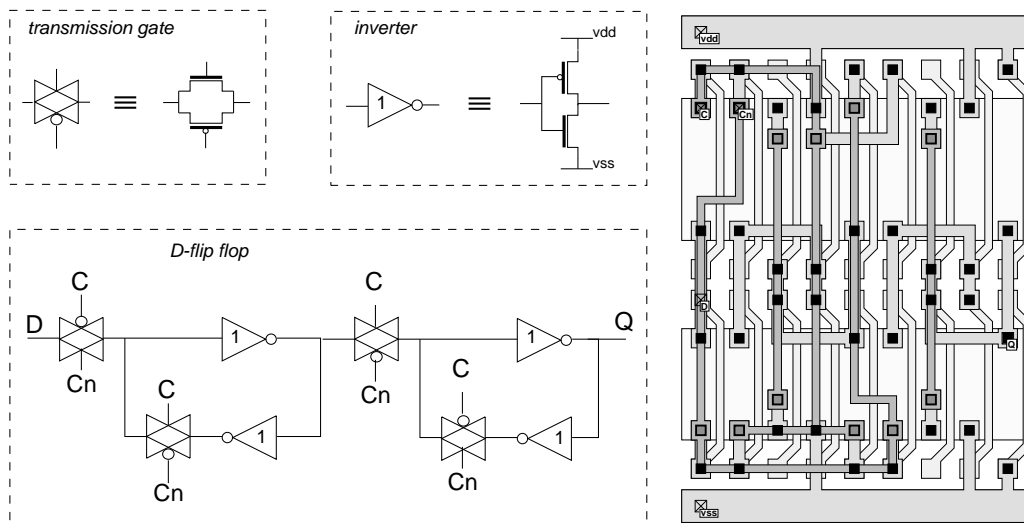 transmission gate
inverter
1
vdd
vss
D-flip flop
C
D
Cn
1
C
Cn
1
C
Cn
1
Q
C
Cn
1
vdd
C
Cn
D
Q
vss